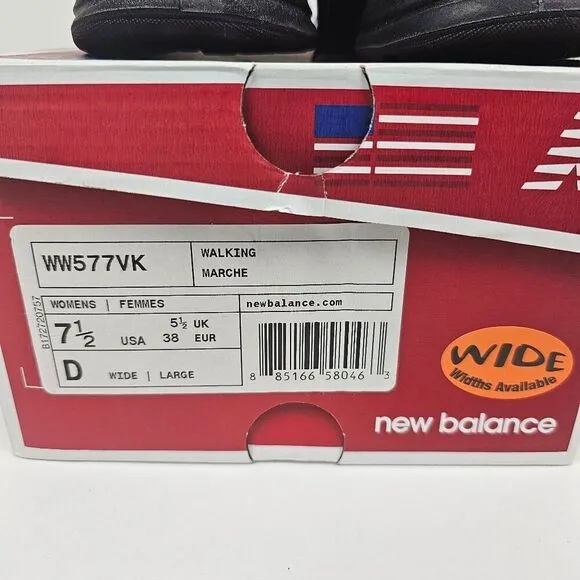 WW577VK
WALKING
MARCHE
WOMENS | FEMMES
newbalance.com
7½ USA
5½ UK
38 EUR
D WIDE | LARGE
8 85166 58046 3
B172720757
WIDE
Widths Available
new balance